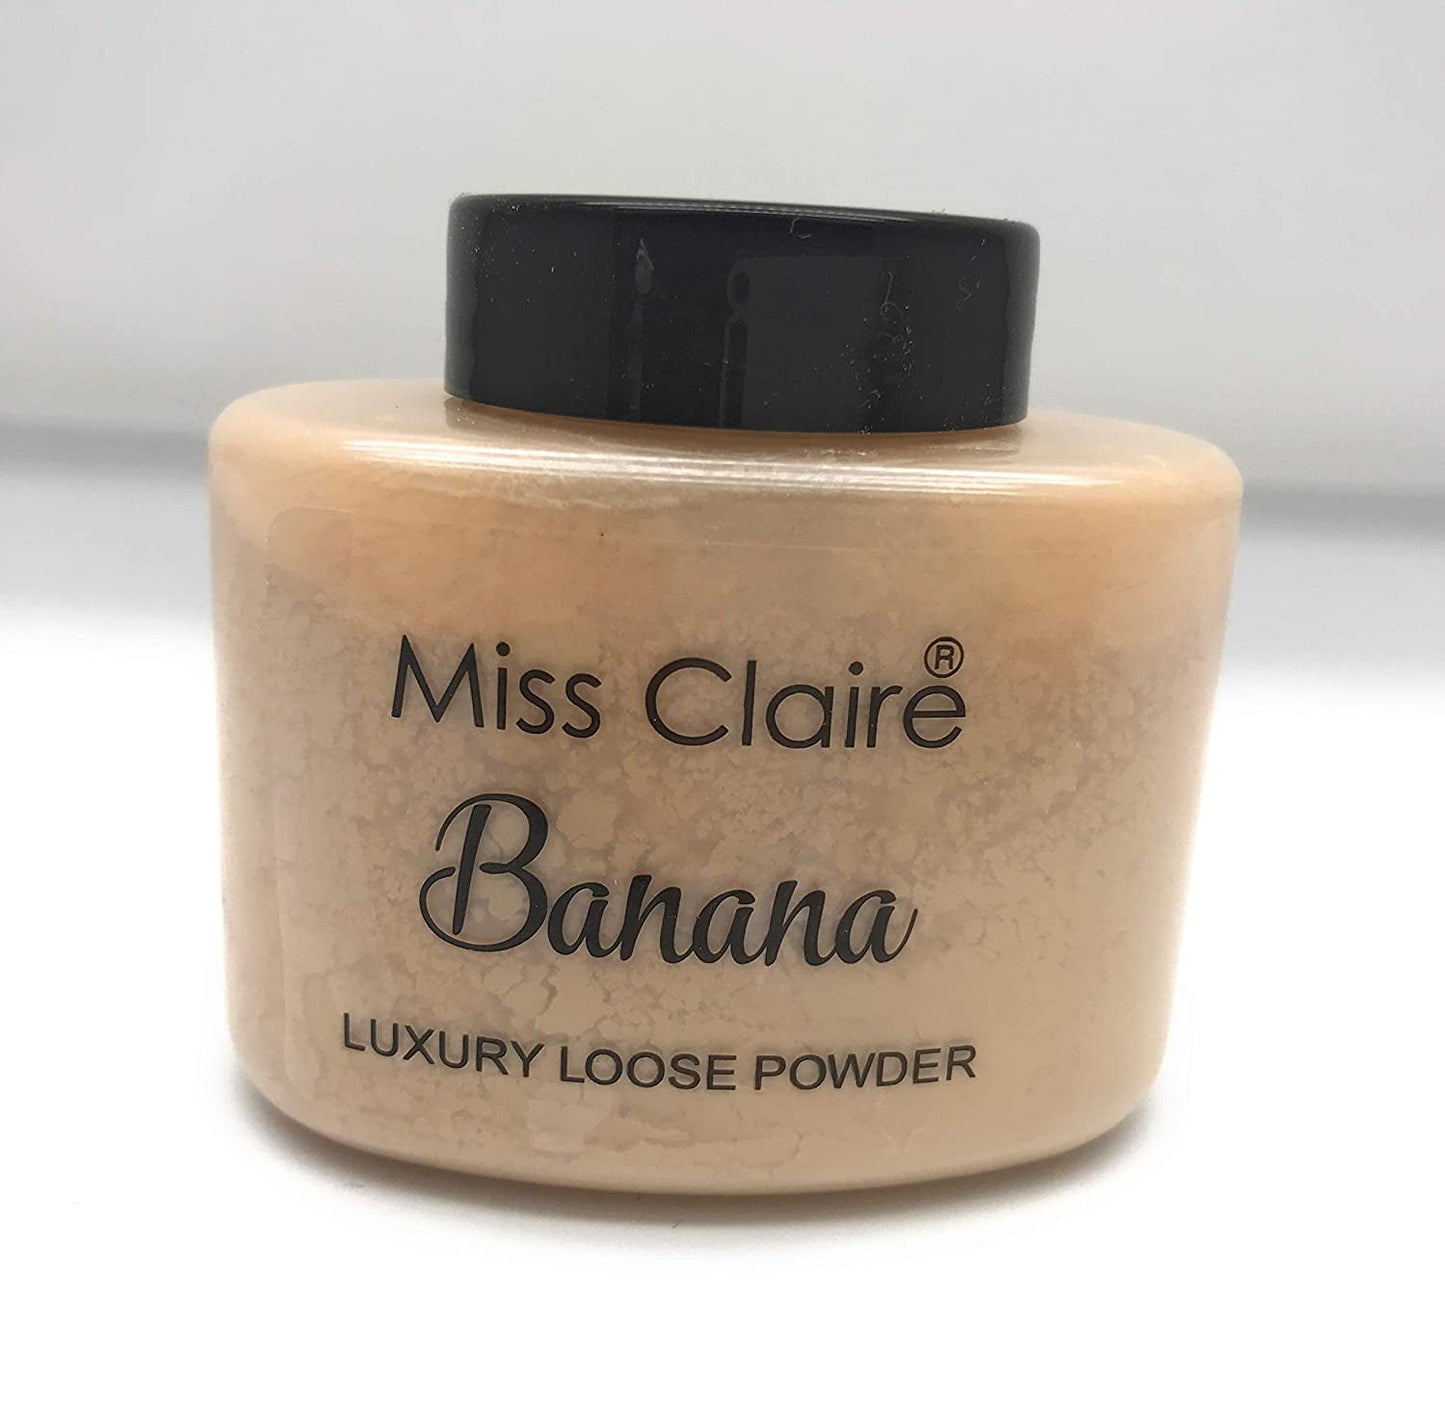 Miss Claire®
Banana
LUXURY LOOSE POWDER